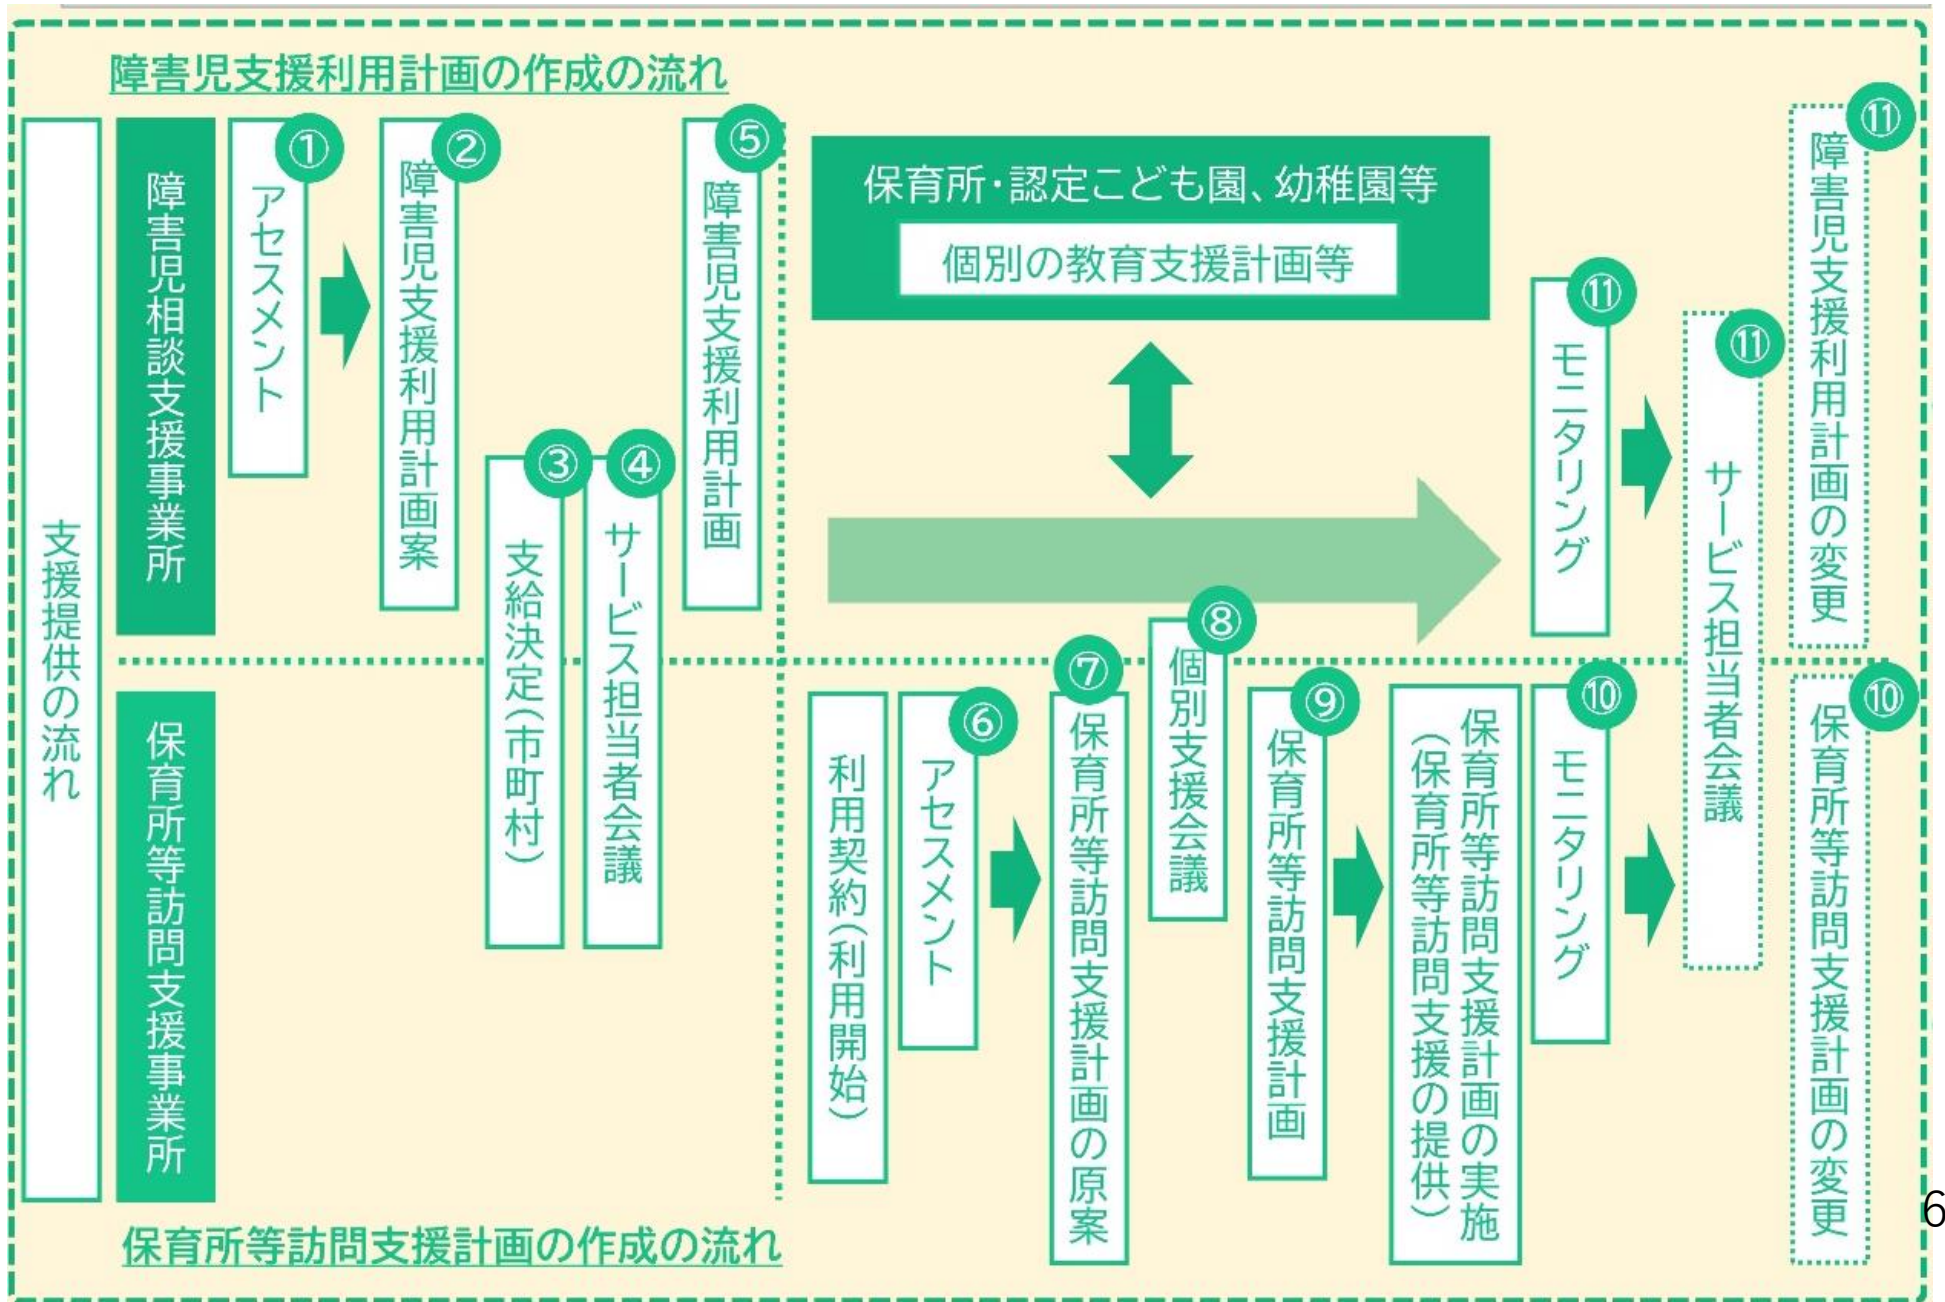 障害児支援利用計画の作成の流れ
支援提供の流れ
障害児相談支援事業所
①
アセスメント
②
障害児支援利用計画案
③
支給決定(市町村)
④
サービス担当者会議
⑤
障害児支援利用計画
保育所・認定こども園、幼稚園等
個別の教育支援計画等
⑪
モニタリング
⑪
サービス担当者会議
⑪
障害児支援利用計画の変更
保育所等訪問支援事業所
利用契約(利用開始)
⑥
アセスメント
⑦
保育所等訪問支援計画の原案
⑧
個別支援会議
⑨
保育所等訪問支援計画
保育所等訪問支援計画の実施
(保育所等訪問支援の提供)
⑩
モニタリング
⑩
保育所等訪問支援計画の変更
保育所等訪問支援計画の作成の流れ
6